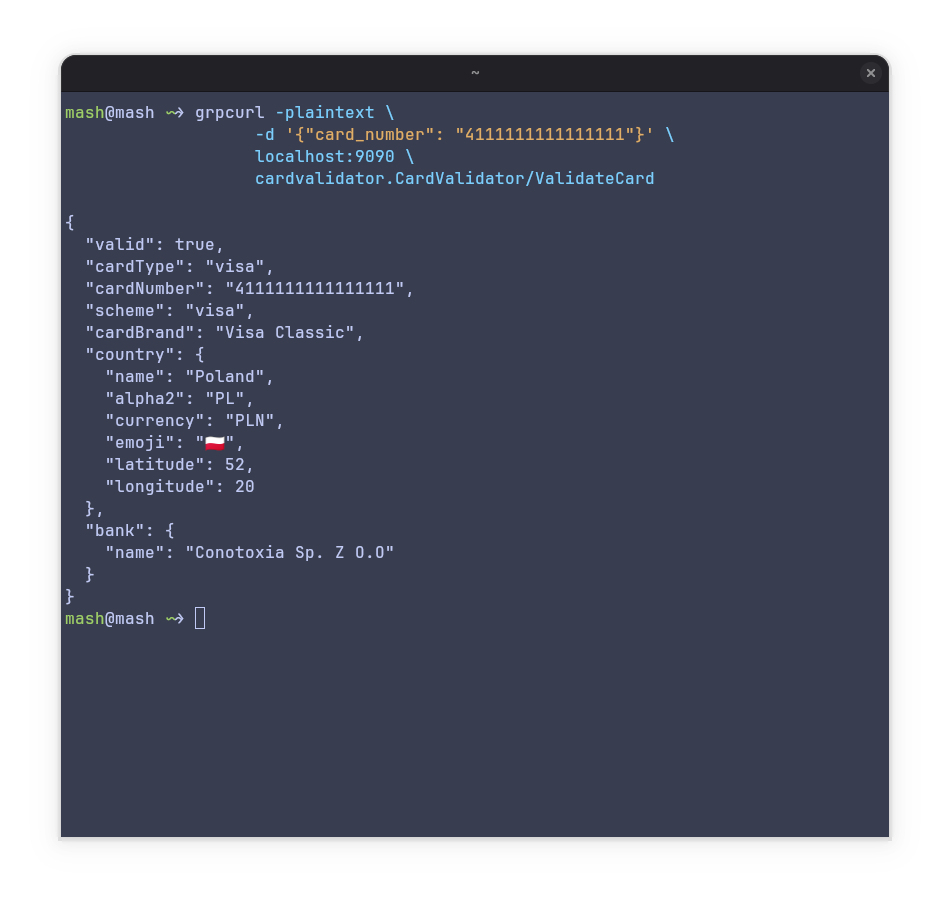 ~
mash@mash ⤳ grpcurl -plaintext \
                   -d '{"card_number": "4111111111111111"}' \
                   localhost:9090 \
                   cardvalidator.CardValidator/ValidateCard

{
  "valid": true,
  "cardType": "visa",
  "cardNumber": "4111111111111111",
  "scheme": "visa",
  "cardBrand": "Visa Classic",
  "country": {
    "name": "Poland",
    "alpha2": "PL",
    "currency": "PLN",
    "emoji": "🇵🇱",
    "latitude": 52,
    "longitude": 20
  },
  "bank": {
    "name": "Conotoxia Sp. Z O.O"
  }
}
mash@mash ⤳